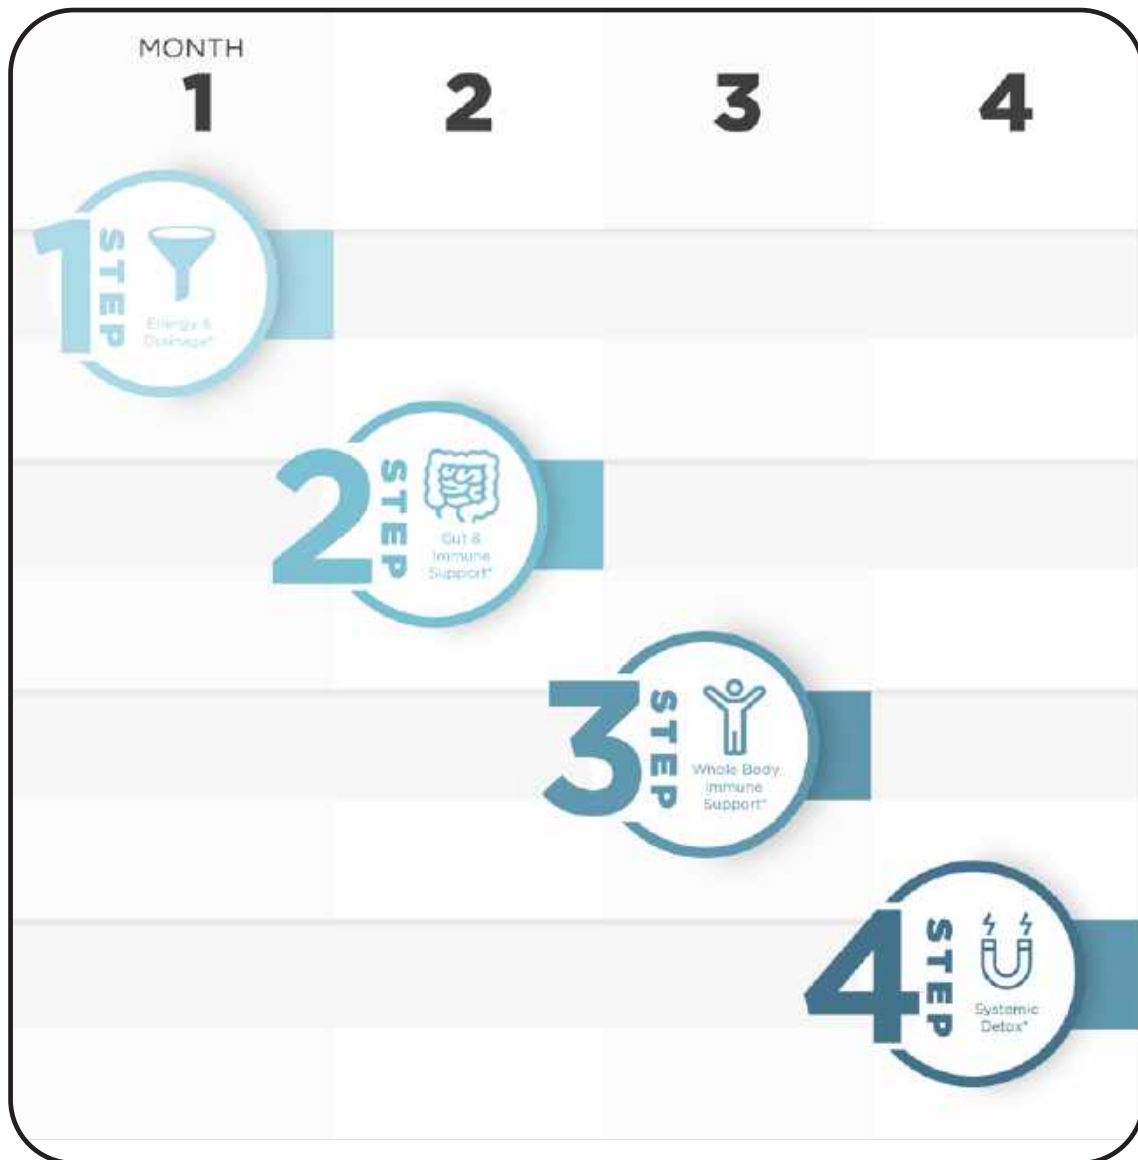 MONTH
1
2
3
4
1
STEP
Energy &
Drainage*
2
STEP
Gut &
Immune
Support*
3
STEP
Whole Body
Immune
Support*
4
STEP
Systemic
Detox*